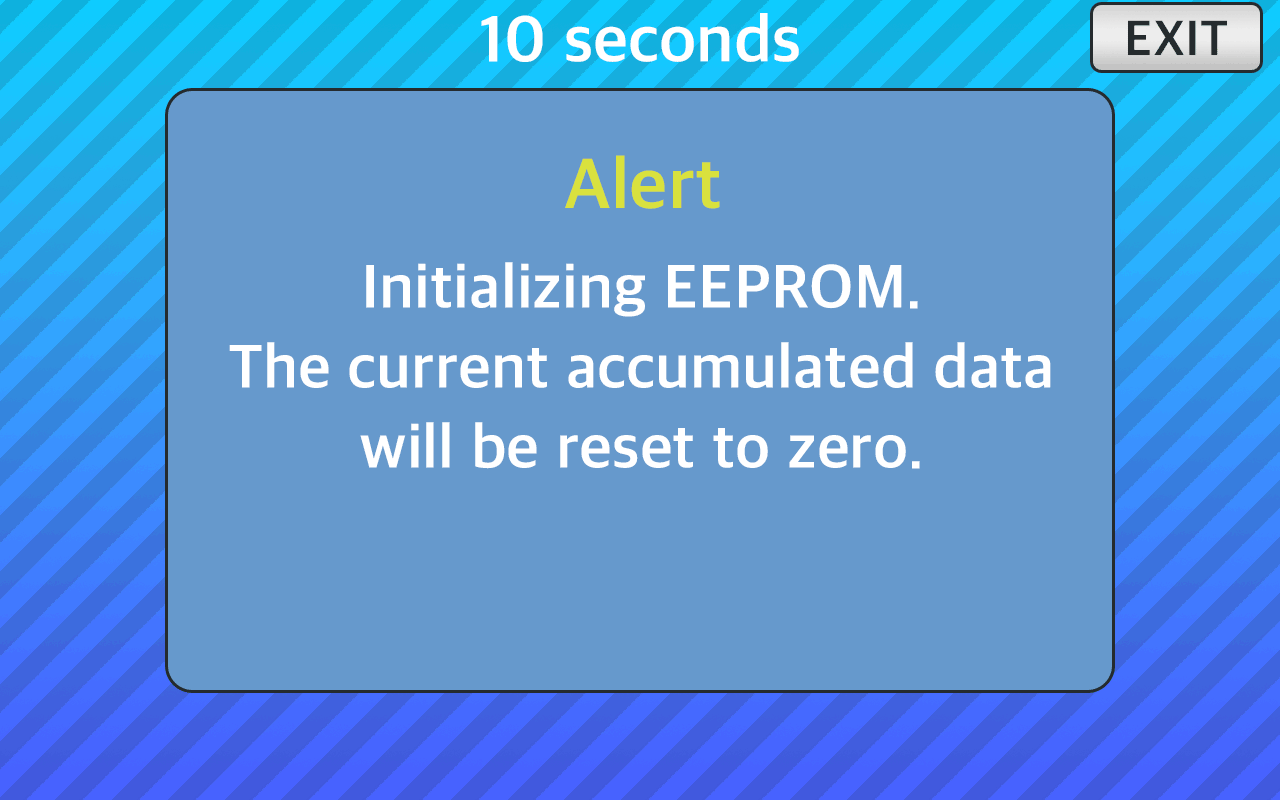 10 seconds
EXIT
Alert
Initializing EEPROM.
The current accumulated data
will be reset to zero.